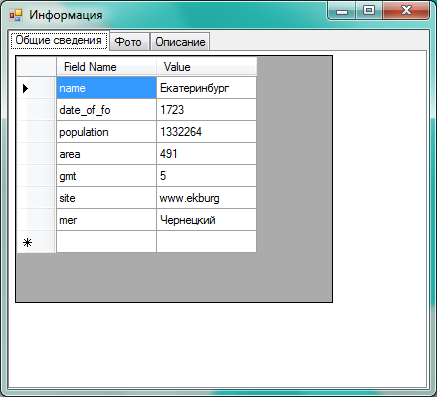 Информация
Общие сведения Фото Описание
Field Name Value
name Екатеринбург
date_of_fo 1723
population 1332264
area 491
gmt 5
site www.ekburg
mer Чернецкий